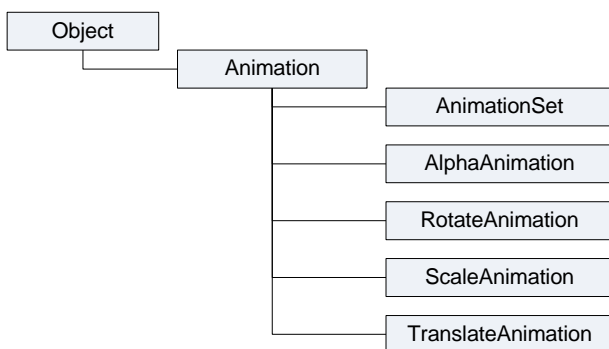 Object
Animation
AnimationSet
AlphaAnimation
RotateAnimation
ScaleAnimation
TranslateAnimation